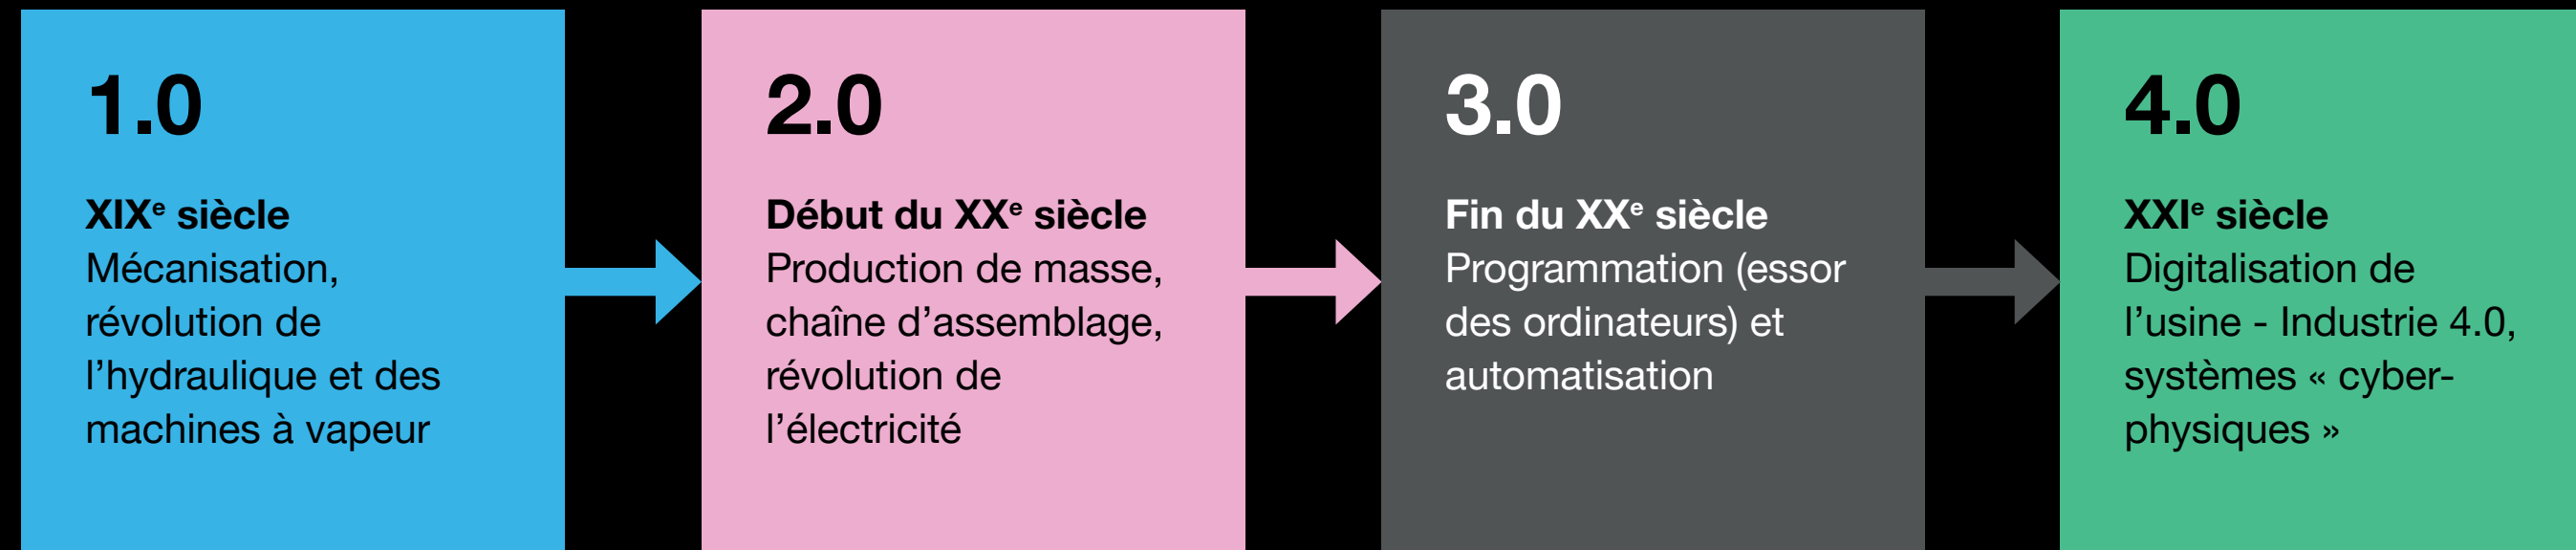 1.0
XIXᵉ siècle
Mécanisation,
révolution de
l’hydraulique et des
machines à vapeur
2.0
Début du XXᵉ siècle
Production de masse,
chaîne d’assemblage,
révolution de
l’électricité
3.0
Fin du XXᵉ siècle
Programmation (essor
des ordinateurs) et
automatisation
4.0
XXIᵉ siècle
Digitalisation de
l’usine - Industrie 4.0,
systèmes « cyber-
physiques »